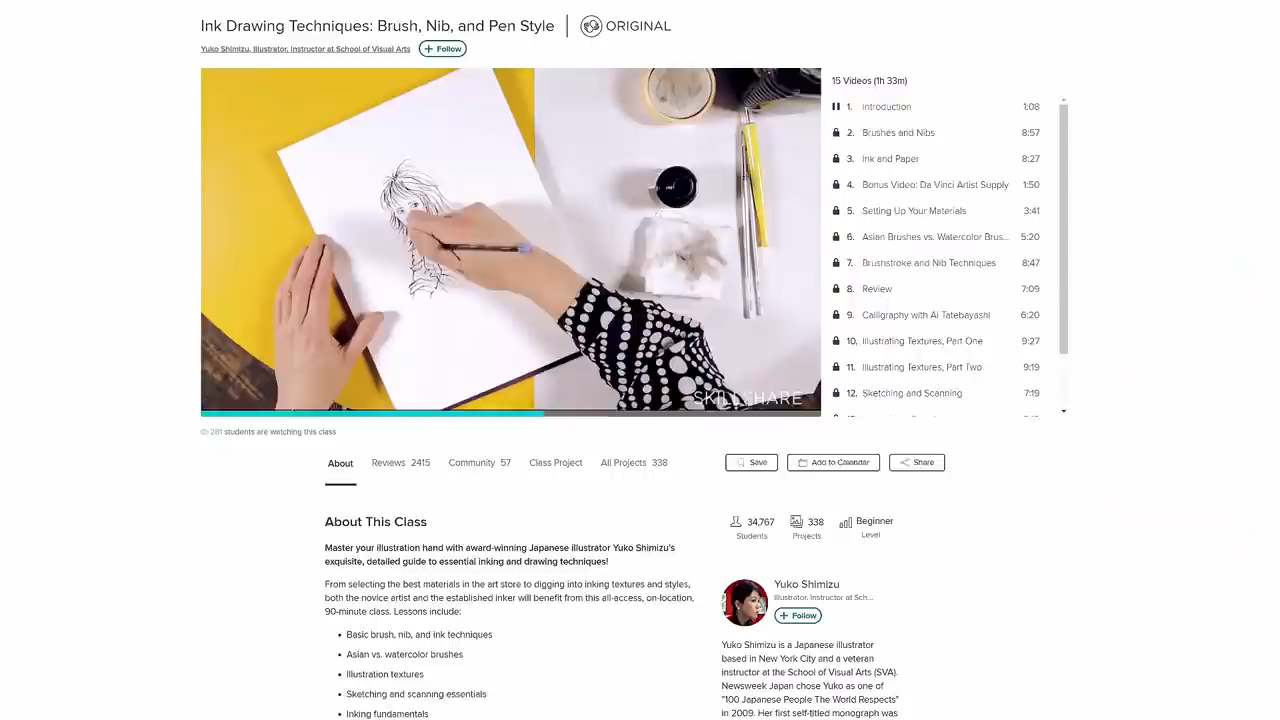 Ink Drawing Techniques: Brush, Nib, and Pen Style | ORIGINAL
Yuko Shimizu, Illustrator. Instructor at School of Visual Arts + Follow
15 Videos (1h 33m)
1. Introduction 1:08
2. Brushes and Nibs 8:57
3. Ink and Paper 8:27
4. Bonus Video: Da Vinci Artist Supply 1:50
5. Setting Up Your Materials 3:41
6. Asian Brushes vs. Watercolor Brus... 5:20
7. Brushstroke and Nib Techniques 8:47
8. Review 7:09
9. Calligraphy with Ai Tatebayashi 6:20
10. Illustrating Textures, Part One 9:27
11. Illustrating Textures, Part Two 9:19
12. Sketching and Scanning 7:19
SKILLSHARE
281 students are watching this class
About Reviews 2415 Community 57 Class Project All Projects 338
Save Add to Calendar Share
About This Class
Master your illustration hand with award-winning Japanese illustrator Yuko Shimizu's
exquisite, detailed guide to essential inking and drawing techniques!
From selecting the best materials in the art store to digging into inking textures and styles,
both the novice artist and the established inker will benefit from this all-access, on-location,
90-minute class. Lessons include:
• Basic brush, nib, and ink techniques
• Asian vs. watercolor brushes
• Illustration textures
• Sketching and scanning essentials
• Inking fundamentals
34,767 338 Beginner
Students Projects Level
Yuko Shimizu
Illustrator. Instructor at Sch...
+ Follow
Yuko Shimizu is a Japanese illustrator
based in New York City and a veteran
instructor at the School of Visual Arts (SVA).
Newsweek Japan chose Yuko as one of
"100 Japanese People The World Respects"
in 2009. Her first self-titled monograph was